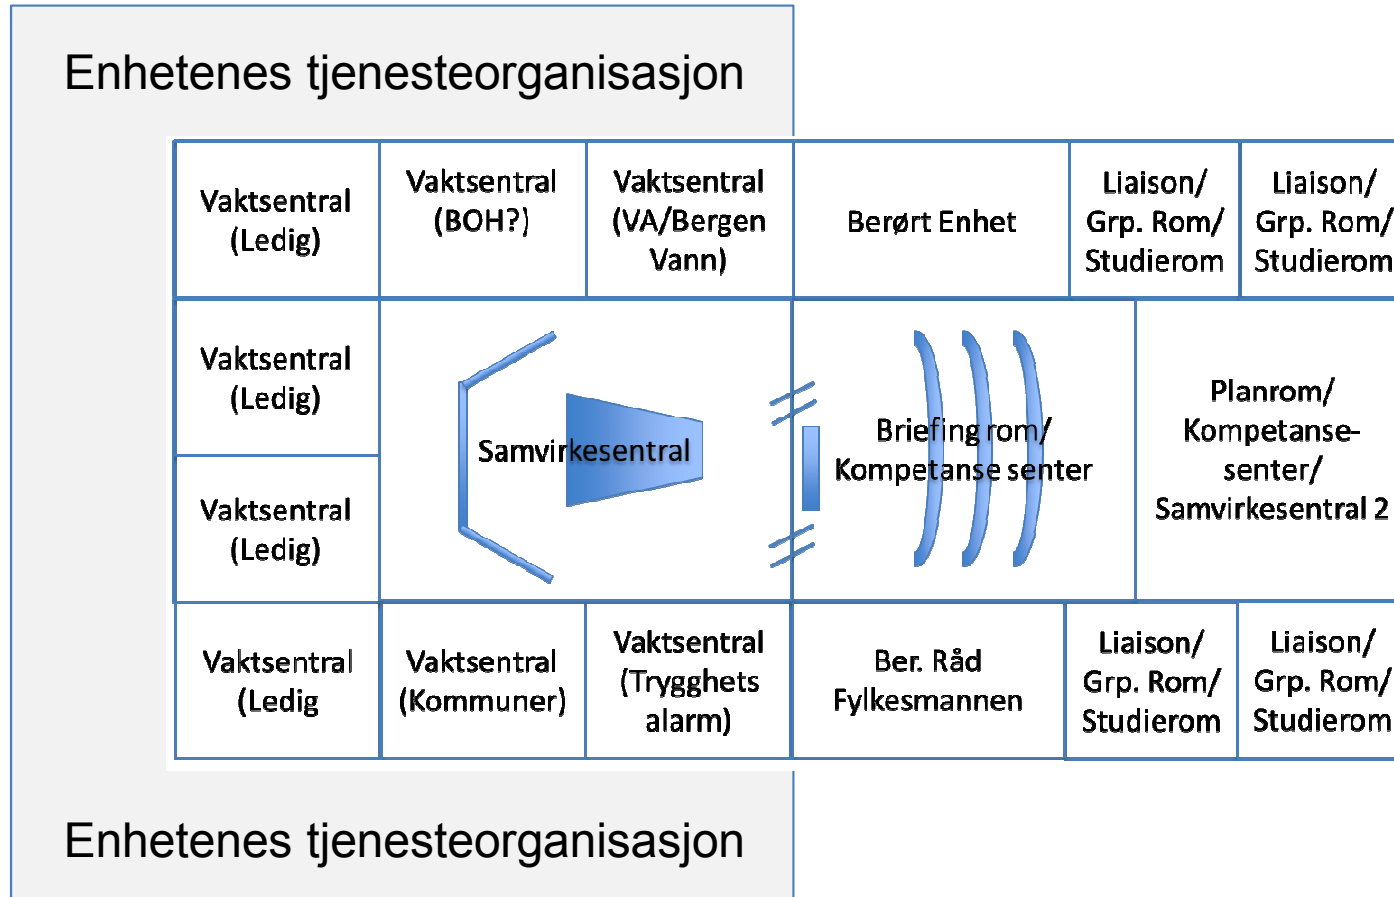 Enhetenes tjenesteorganisasjon
Vaktsentral
(Ledig)
Vaktsentral
(BOH?)
Vaktsentral
(VA/Bergen
Vann)
Berørt Enhet
Liaison/
Grp. Rom/
Studierom
Liaison/
Grp. Rom/
Studierom
Vaktsentral
(Ledig)
Vaktsentral
(Ledig)
Samvirkesentral
Briefing rom/
Kompetanse senter
Planrom/
Kompetanse-
senter/
Samvirkesentral 2
Vaktsentral
(Ledig
Vaktsentral
(Kommuner)
Vaktsentral
(Trygghets
alarm)
Ber. Råd
Fylkesmannen
Liaison/
Grp. Rom/
Studierom
Liaison/
Grp. Rom/
Studierom
Enhetenes tjenesteorganisasjon